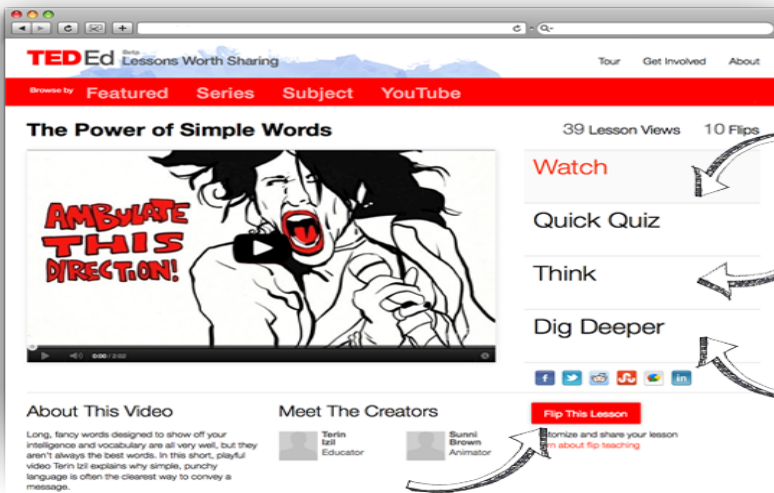 TEDEd Beta Lessons Worth Sharing
Tour Get Involved About
Browse by Featured Series Subject YouTube
The Power of Simple Words
39 Lesson Views 10 Flips
AMBULATE
THIS
DIRECTION!
0:00 / 2:02
Watch
Quick Quiz
Think
Dig Deeper
About This Video
Long, fancy words designed to show off your
intelligence and vocabulary are all very well, but they
aren't always the best words. In this short, playful
video Terin Izil explains why simple, punchy
language is often the clearest way to convey a
message.
Meet The Creators
Terin
Izil
Educator
Sunni
Brown
Animator
Flip This Lesson
and share your lesson
about flip teaching